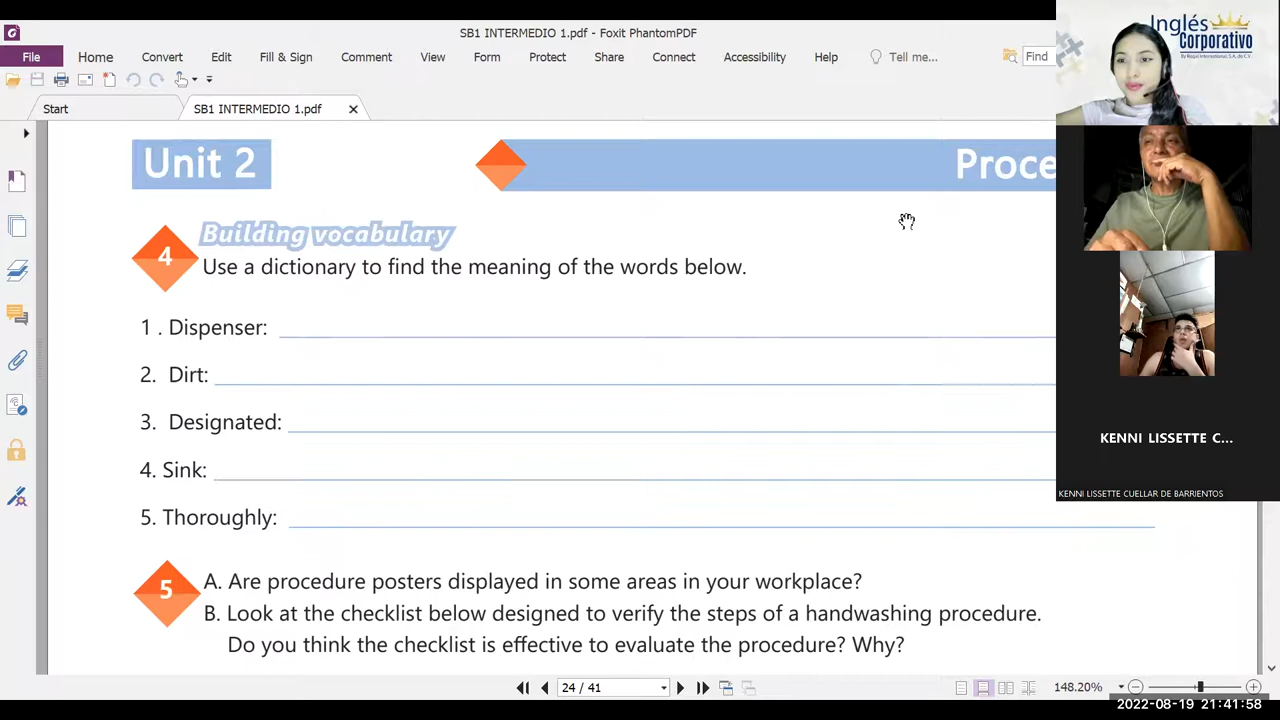 SB1 INTERMEDIO 1.pdf - Foxit PhantomPDF
File Home Convert Edit Fill & Sign Comment View Form Protect Share Connect Accessibility Help Tell me... Find
Start SB1 INTERMEDIO 1.pdf
Inglés
Corporativo
Unit 2 Proce
4 Building vocabulary
Use a dictionary to find the meaning of the words below.
1 . Dispenser:
2. Dirt:
3. Designated:
4. Sink:
5. Thoroughly:
KENNI LISSETTE C...
KENNI LISSETTE CUELLAR DE BARRIENTOS
5 A. Are procedure posters displayed in some areas in your workplace?
B. Look at the checklist below designed to verify the steps of a handwashing procedure.
Do you think the checklist is effective to evaluate the procedure? Why?
24 / 41 148.20%
2022-08-19 21:41:58